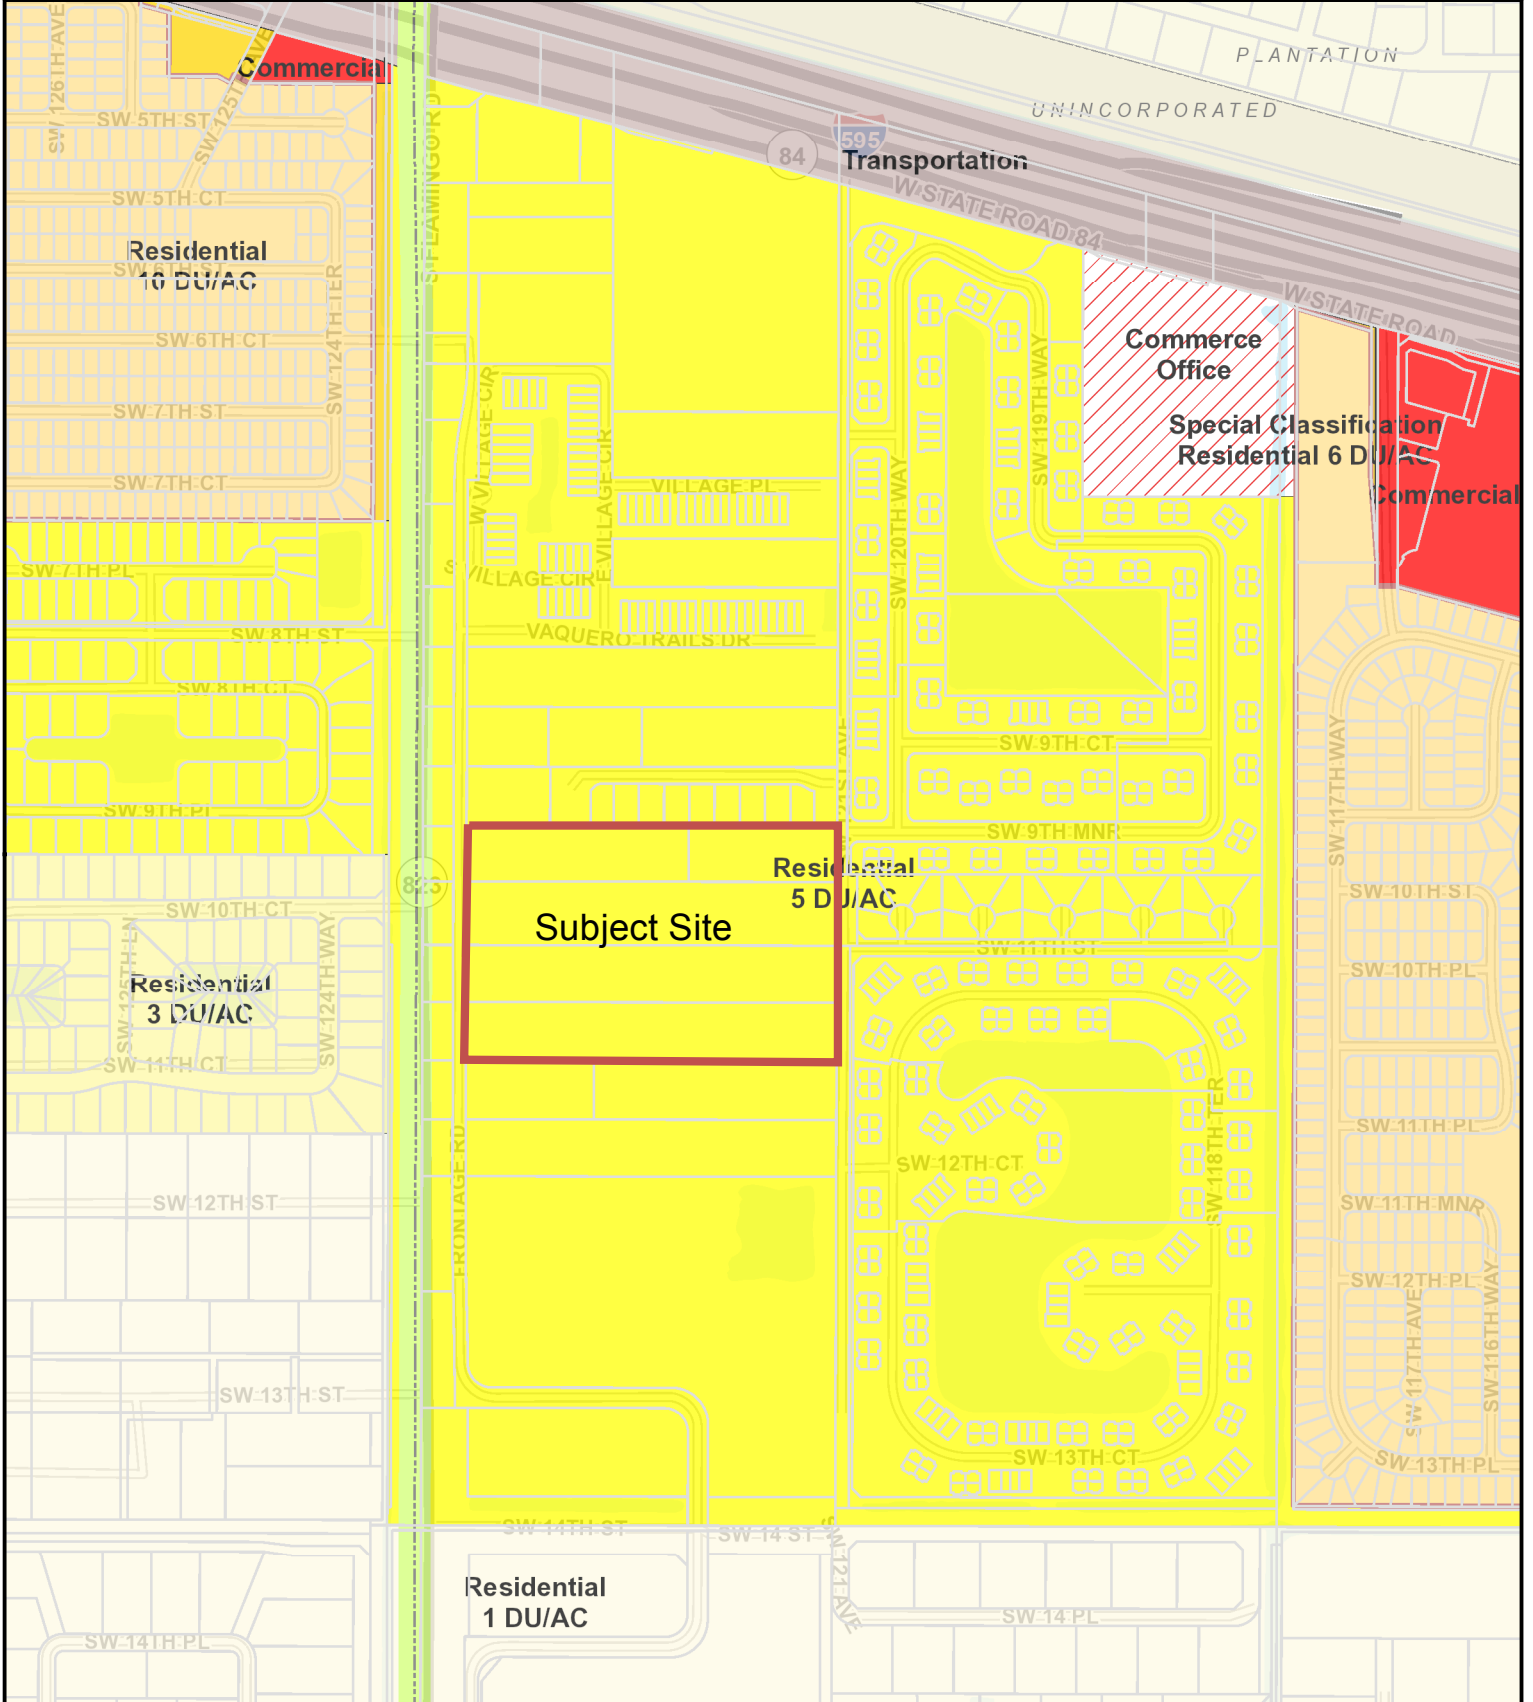 PLANTATION
UNINCORPORATED
SW 126TH AVE
Commercial
SW 5TH ST
SW 125TH AVE
S FLAMINGO RD
84
595
Transportation
W STATE ROAD 84
SW 5TH CT
Residential
10 DU/AC
SW 6TH ST
SW 124TH TER
SW 6TH CT
SW 7TH ST
SW 7TH CT
W STATE ROAD
Commerce
Office
Special Classification
Residential 6 DU/AC
Commercial
SW 119TH WAY
SW 120TH WAY
W VILLAGE CIR
E VILLAGE CIR
VILLAGE PL
S VILLAGE CIR
VAQUERO TRAILS DR
SW 7TH PL
SW 8TH ST
SW 8TH CT
SW 9TH PL
SW 9TH CT
SW 121ST AVE
SW 117TH WAY
SW 9TH MNR
823
Residential
5 DU/AC
Subject Site
SW 10TH CT
SW 10TH ST
SW 11TH ST
SW 125TH LN
SW 124TH WAY
Residential
3 DU/AC
SW 10TH PL
SW 11TH CT
SW 11TH PL
SW 118TH TER
FRONTAGE RD
SW 12TH CT
SW 12TH ST
SW 11TH MNR
SW 12TH PL
SW 117TH AVE
SW 116TH WAY
SW 13TH ST
SW 13TH CT
SW 13TH PL
SW 14TH ST
SW 14 ST
SW 121 AVE
Residential
1 DU/AC
SW 14 PL
SW 14TH PL